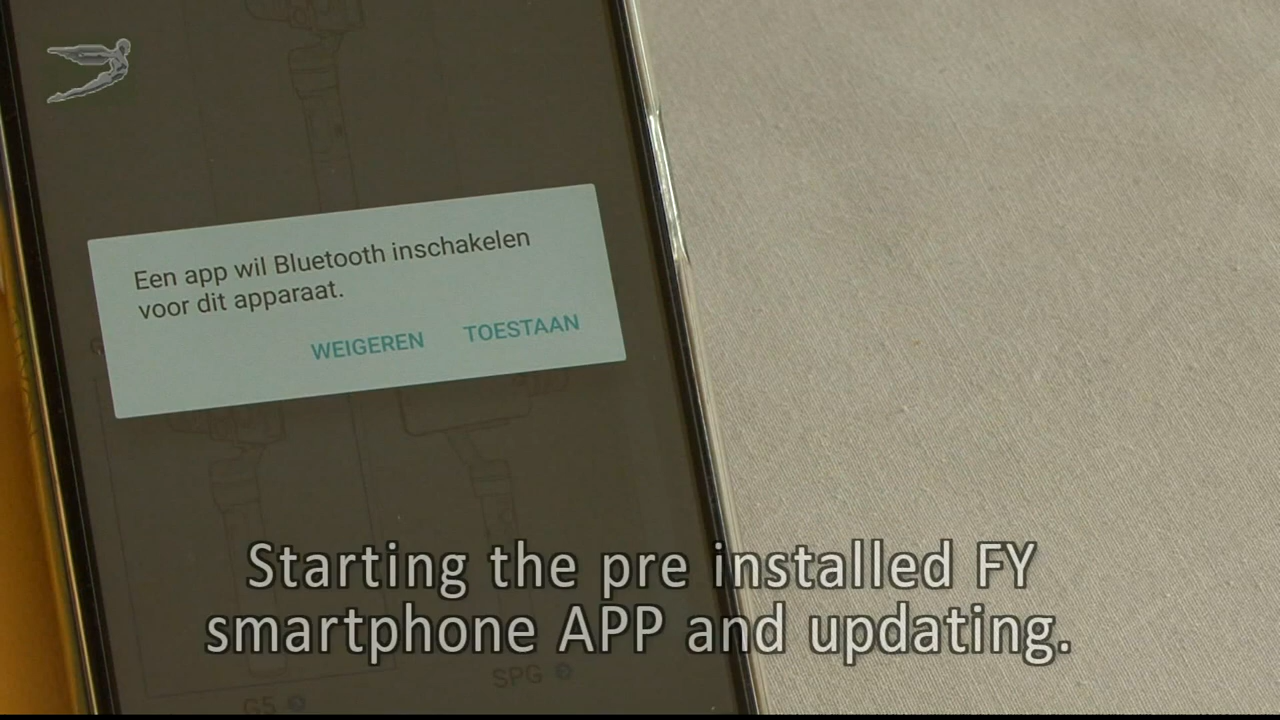 Een app wil Bluetooth inschakelen
voor dit apparaat.
WEIGEREN TOESTAAN
Starting the pre installed FY
smartphone APP and updating.
SPG
G5